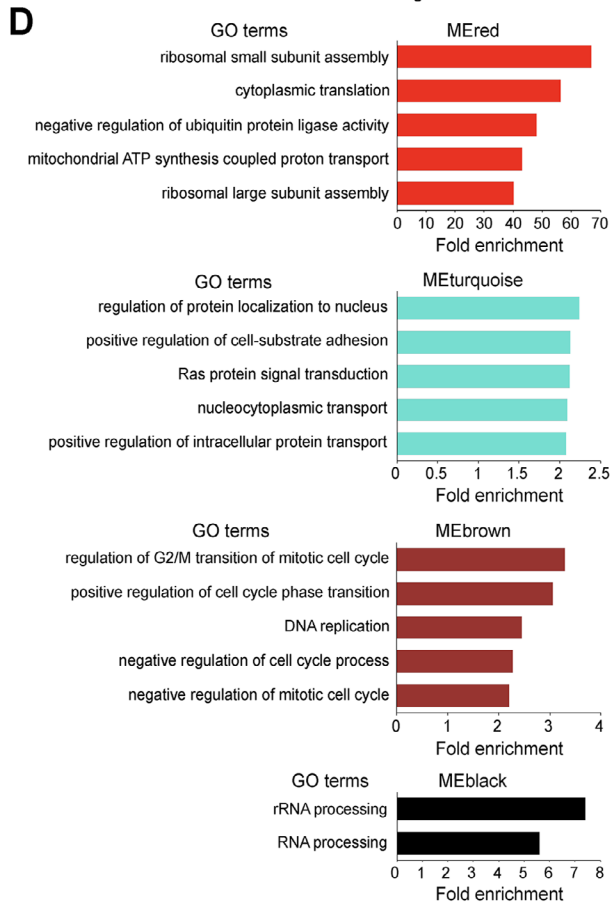 D
GO terms MEred
ribosomal small subunit assembly
cytoplasmic translation
negative regulation of ubiquitin protein ligase activity
mitochondrial ATP synthesis coupled proton transport
ribosomal large subunit assembly
0 10 20 30 40 50 60 70
Fold enrichment
GO terms MEturquoise
regulation of protein localization to nucleus
positive regulation of cell-substrate adhesion
Ras protein signal transduction
nucleocytoplasmic transport
positive regulation of intracellular protein transport
0 0.5 1 1.5 2 2.5
Fold enrichment
GO terms MEbrown
regulation of G2/M transition of mitotic cell cycle
positive regulation of cell cycle phase transition
DNA replication
negative regulation of cell cycle process
negative regulation of mitotic cell cycle
0 1 2 3 4
Fold enrichment
GO terms MEblack
rRNA processing
RNA processing
0 1 2 3 4 5 6 7 8
Fold enrichment